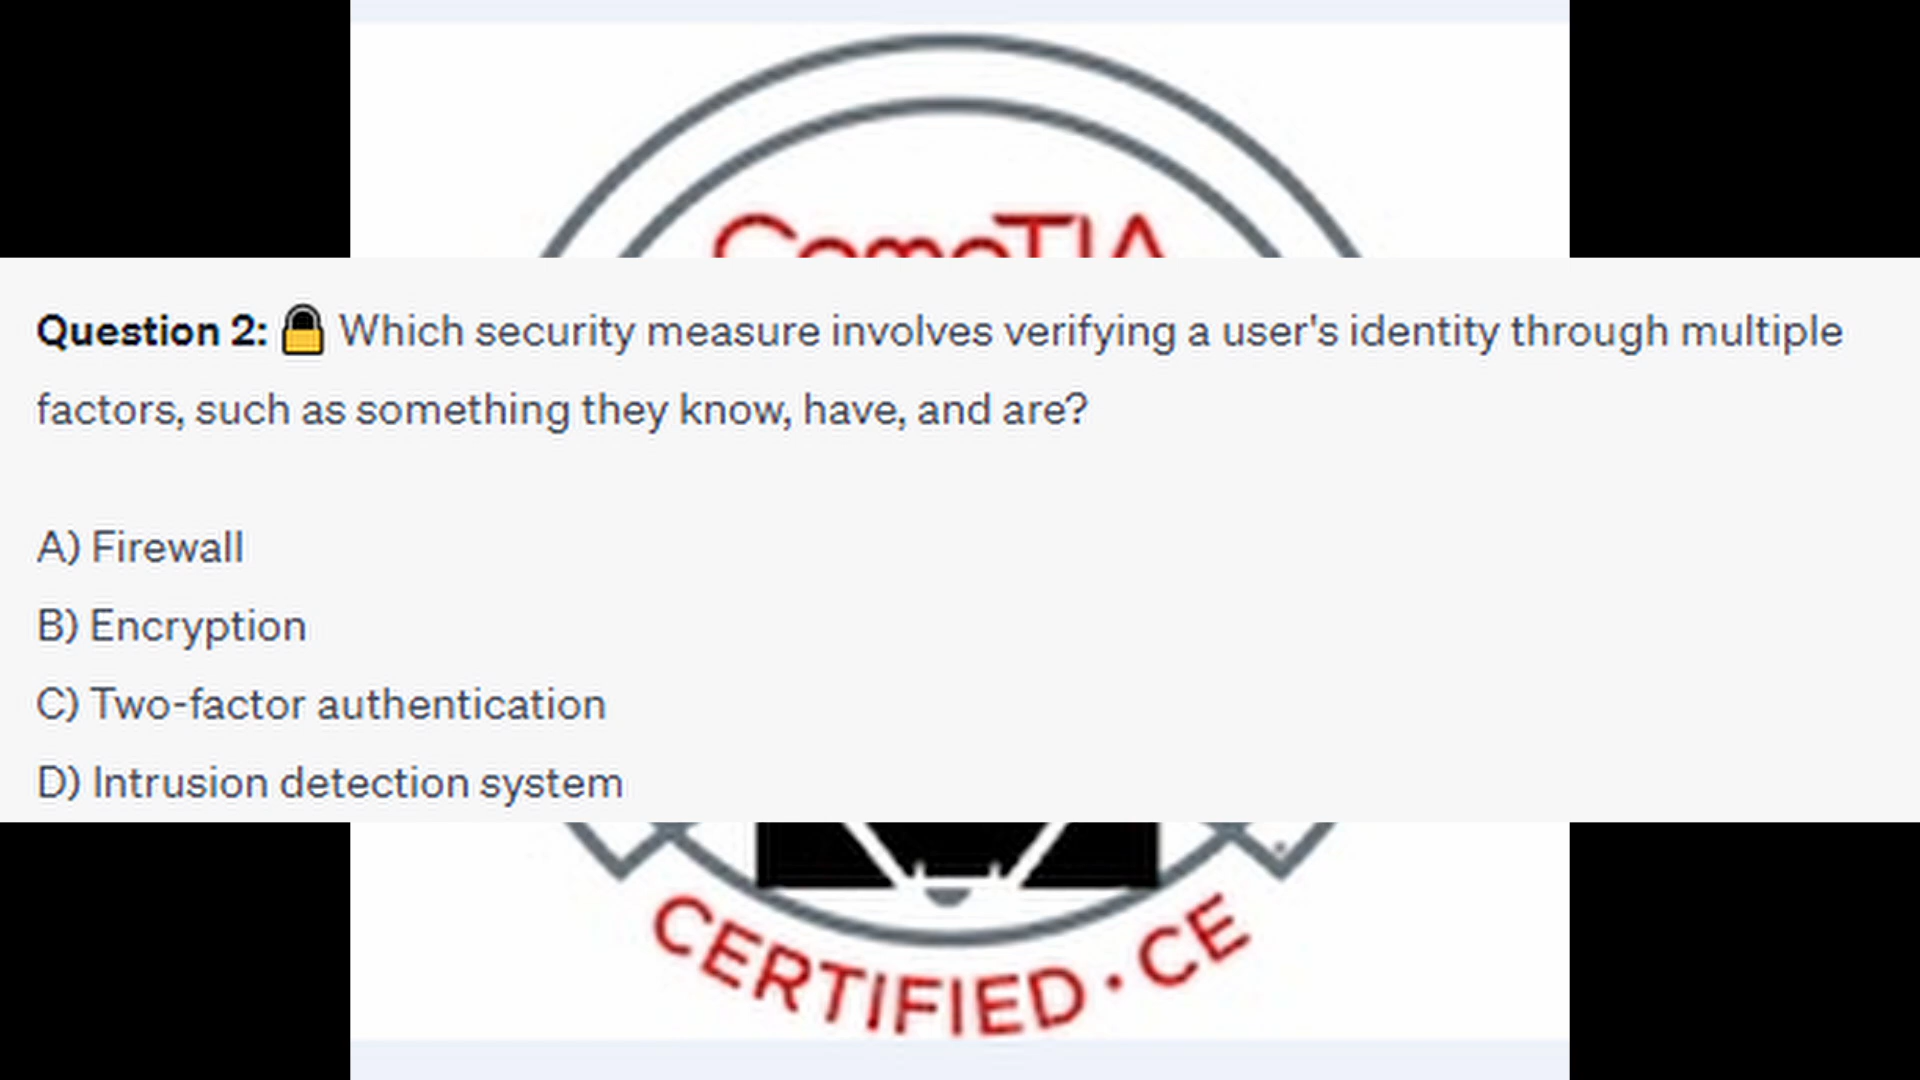 CompTIA
Question 2: 🔒 Which security measure involves verifying a user's identity through multiple
factors, such as something they know, have, and are?
A) Firewall
B) Encryption
C) Two-factor authentication
D) Intrusion detection system
CERTIFIED · CE